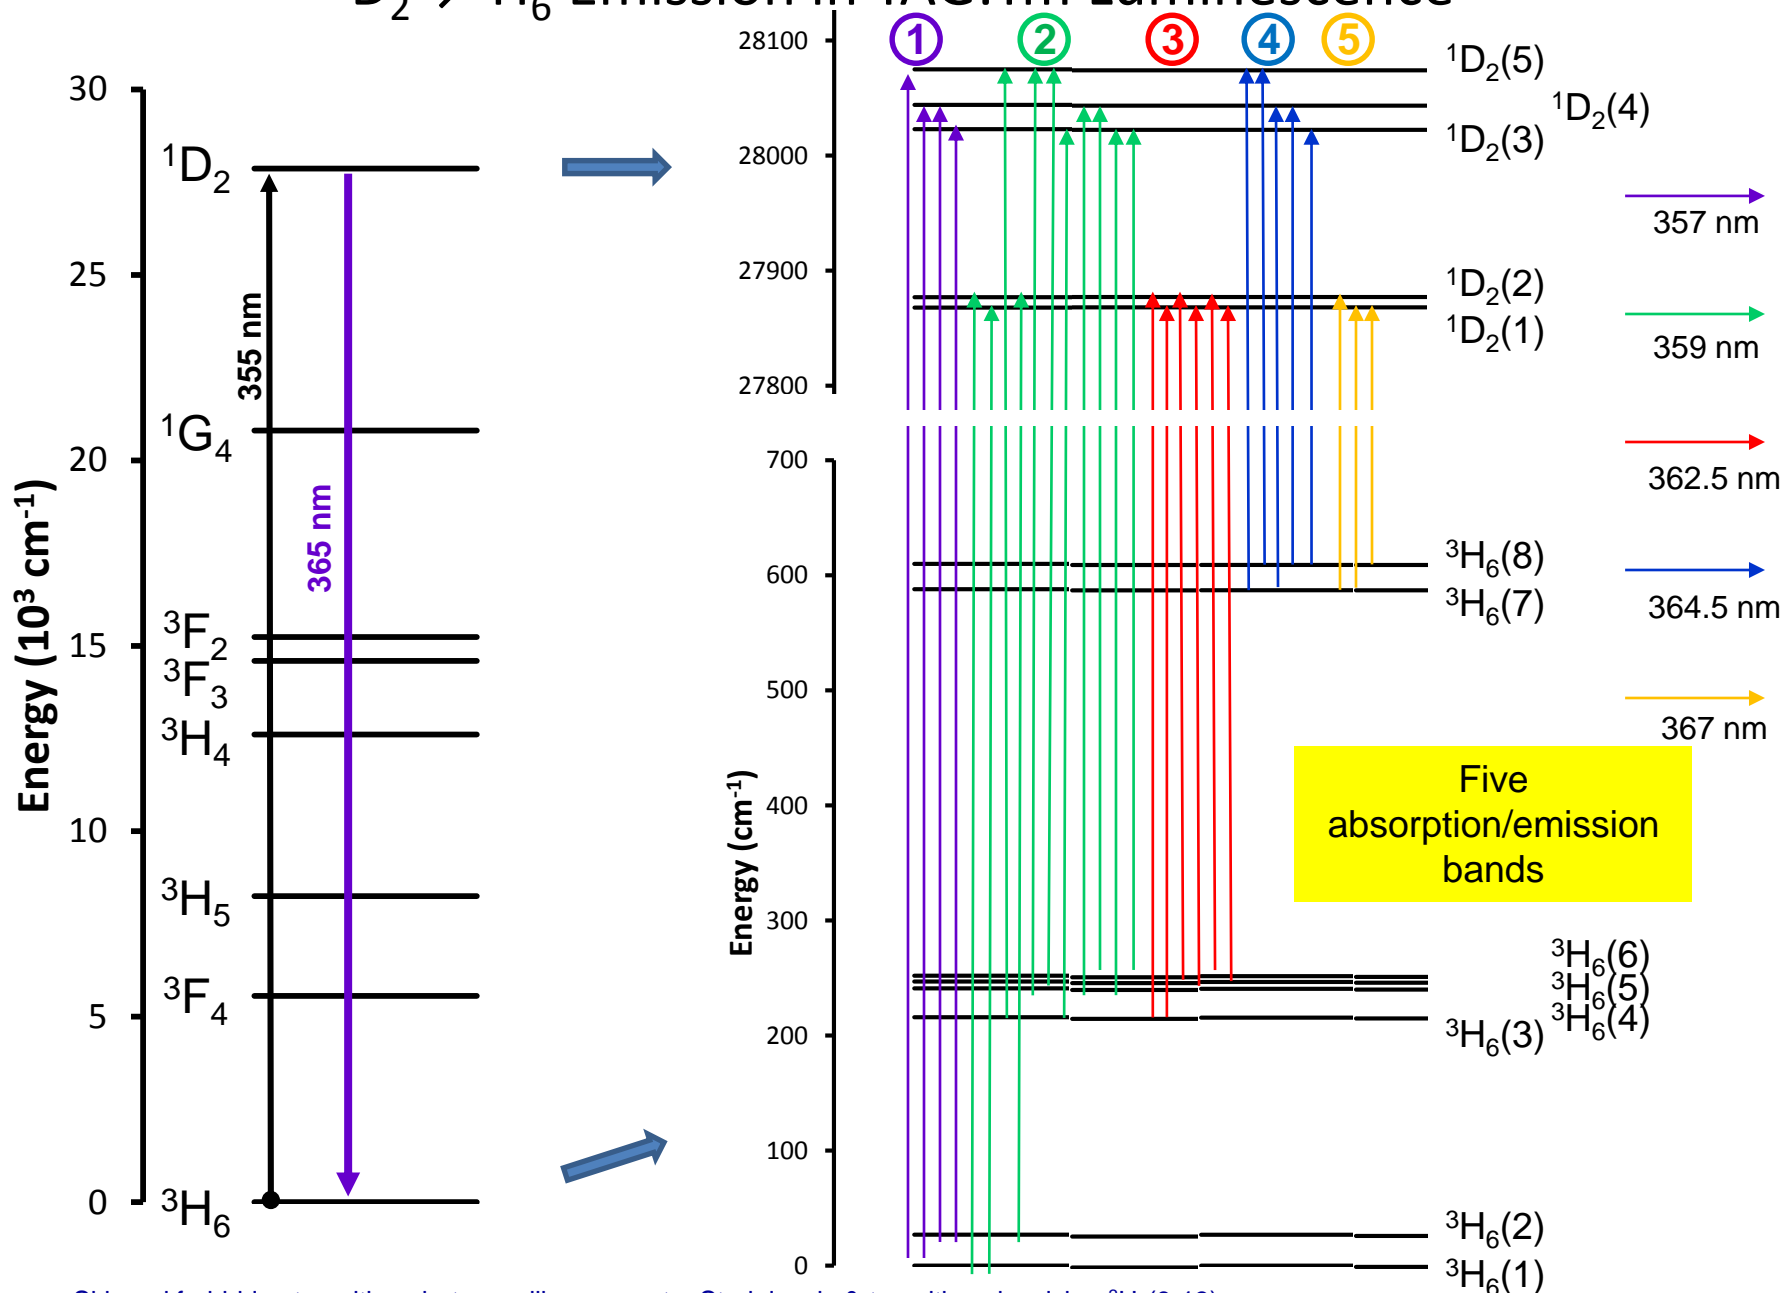 30
25
20
15
10
5
0
Energy (10³ cm⁻¹)
¹D₂
¹G₄
³F₂
³F₃
³H₄
³H₅
³F₄
³H₆
355 nm
365 nm
28100
28000
27900
27800
700
600
500
400
300
200
100
0
Energy (cm⁻¹)
1
2
3
4
5
¹D₂(5)
¹D₂(4)
¹D₂(3)
¹D₂(2)
¹D₂(1)
³H₆(8)
³H₆(7)
³H₆(6)
³H₆(5)
³H₆(4)
³H₆(3)
³H₆(2)
³H₆(1)
357 nm
359 nm
362.5 nm
364.5 nm
367 nm
Five
absorption/emission
bands